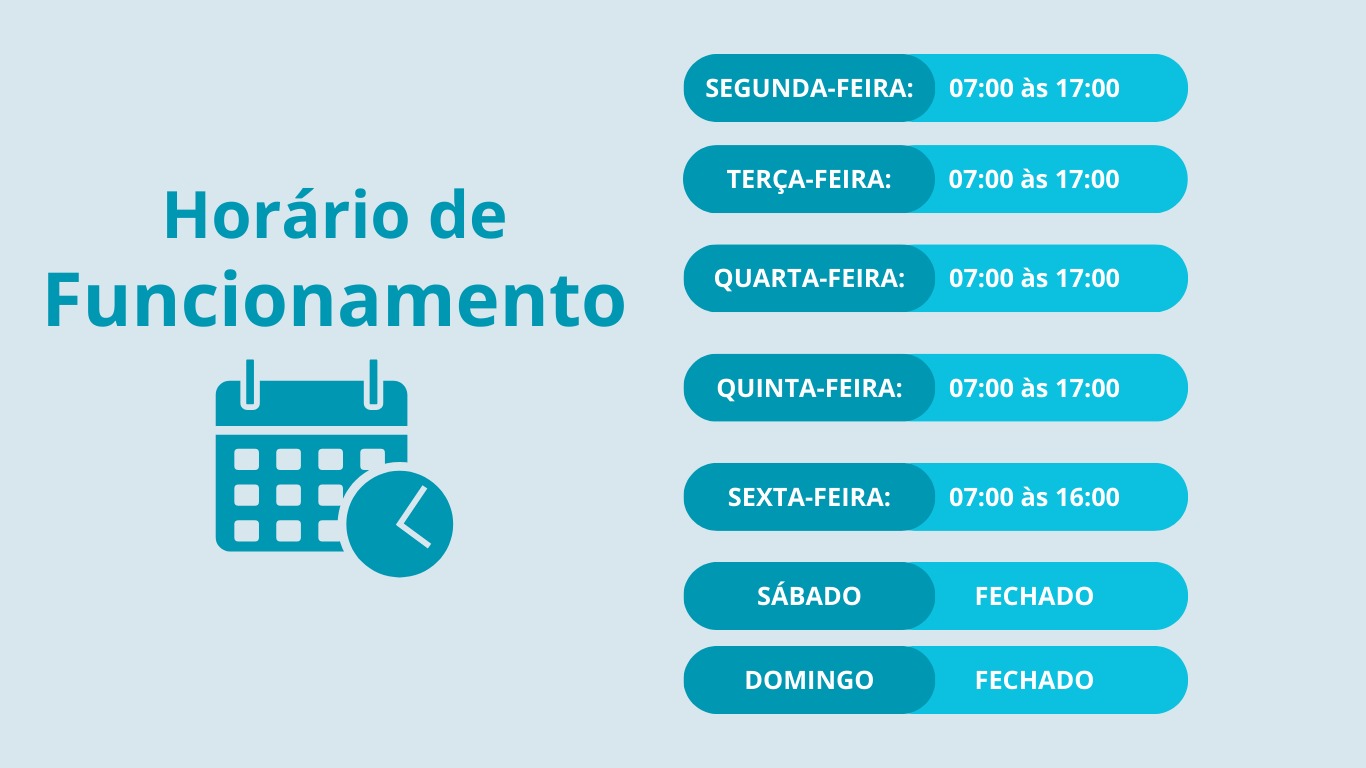 Horário de
Funcionamento
SEGUNDA-FEIRA: 07:00 às 17:00
TERÇA-FEIRA: 07:00 às 17:00
QUARTA-FEIRA: 07:00 às 17:00
QUINTA-FEIRA: 07:00 às 17:00
SEXTA-FEIRA: 07:00 às 16:00
SÁBADO FECHADO
DOMINGO FECHADO